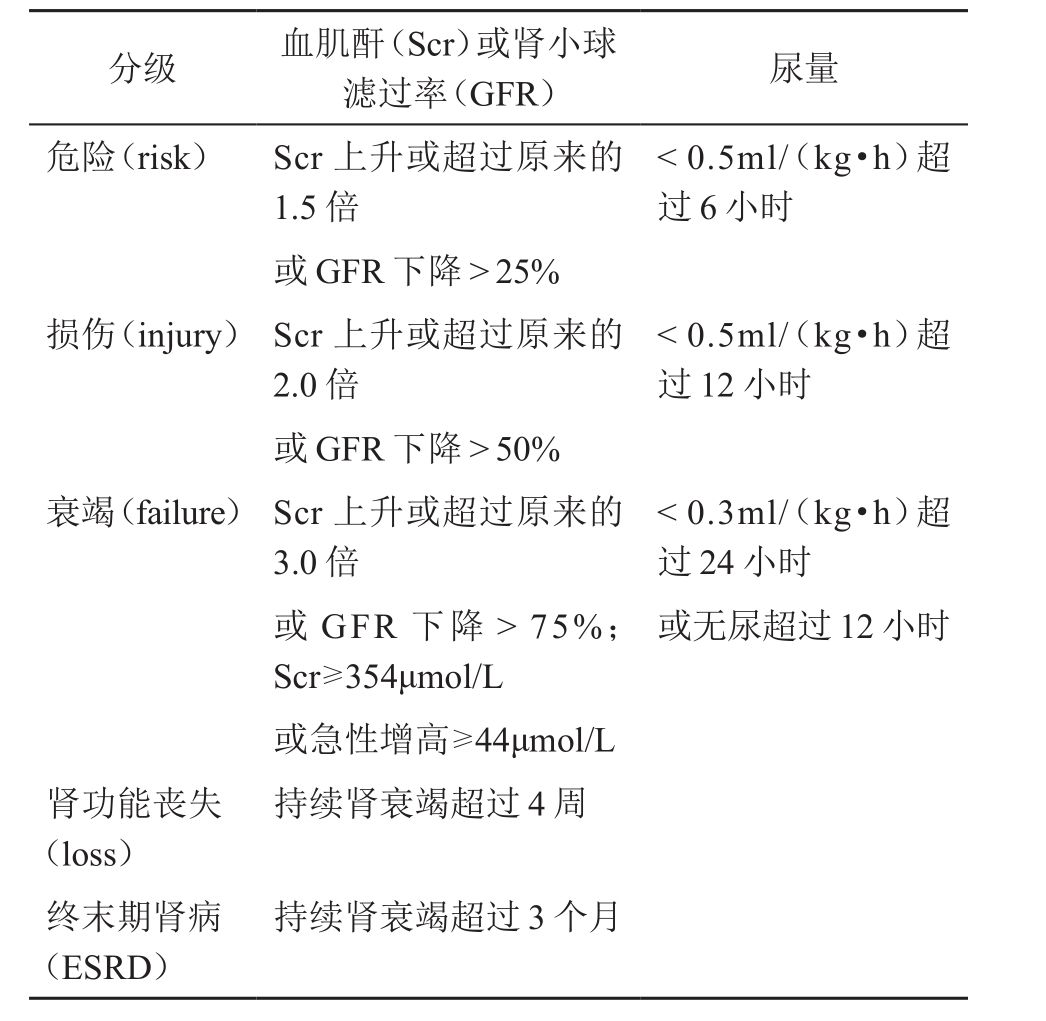 分级
血肌酐（Scr）或肾小球
滤过率（GFR）
尿量
危险（risk）
Scr 上升或超过原来的
1.5 倍
或 GFR 下降 > 25%
< 0.5ml/（kg•h）超
过 6 小时
损伤（injury）
Scr 上升或超过原来的
2.0 倍
或 GFR 下降 > 50%
< 0.5ml/（kg•h）超
过 12 小时
衰竭（failure）
Scr 上升或超过原来的
3.0 倍
或 GFR 下降 > 75%；
Scr≥354μmol/L
或急性增高≥44μmol/L
< 0.3ml/（kg•h）超
过 24 小时
或无尿超过 12 小时
肾功能丧失
（loss）
持续肾衰竭超过 4 周
终末期肾病
（ESRD）
持续肾衰竭超过 3 个月